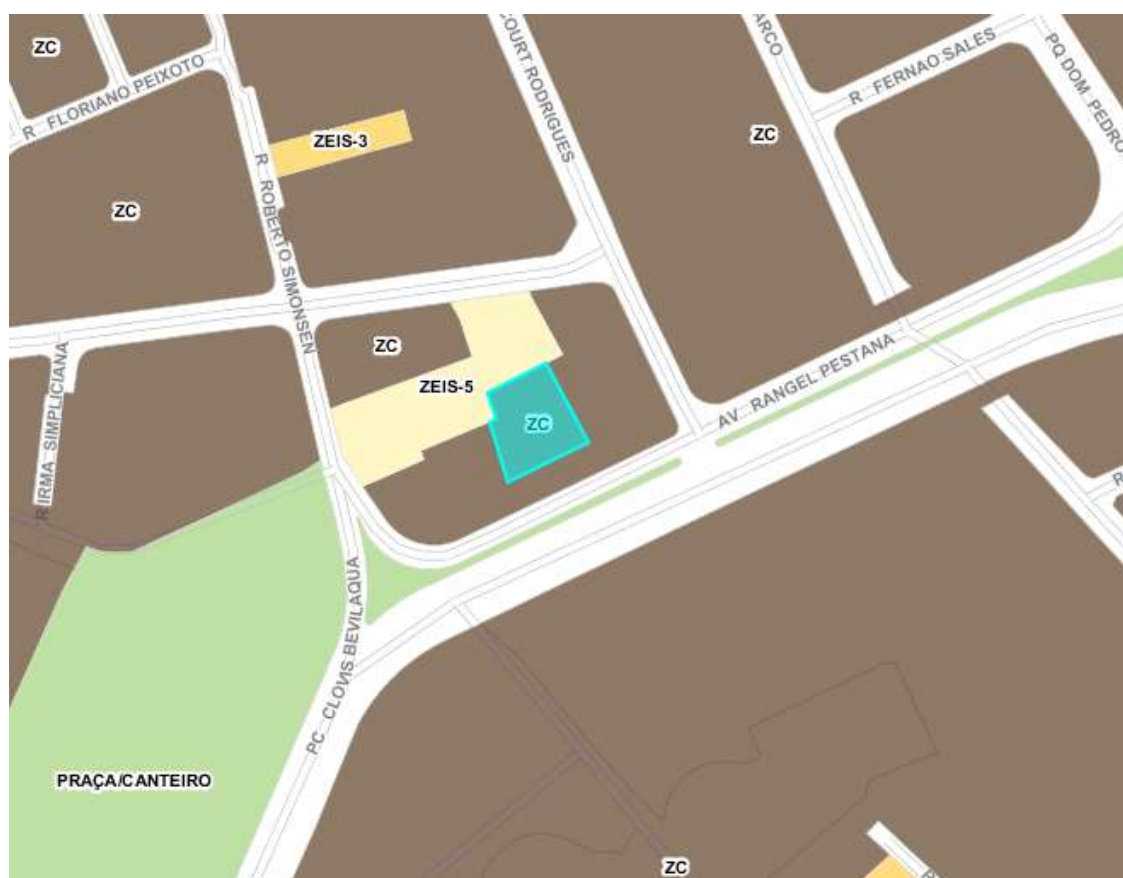 ZC
R FLORIANO PEIXOTO
ZEIS-3
COURT RODRIGUES
ARCO
R FERNAO SALES
PQ DOM PEDRO
ZC
ZC
R ROBERTO SIMONSEN
ZC
ZEIS-5
ZC
AV RANGEL PESTANA
R IRMA SIMPLICIANA
R
PC CLOVIS BEVILAQUA
PRAÇA/CANTEIRO
ZC